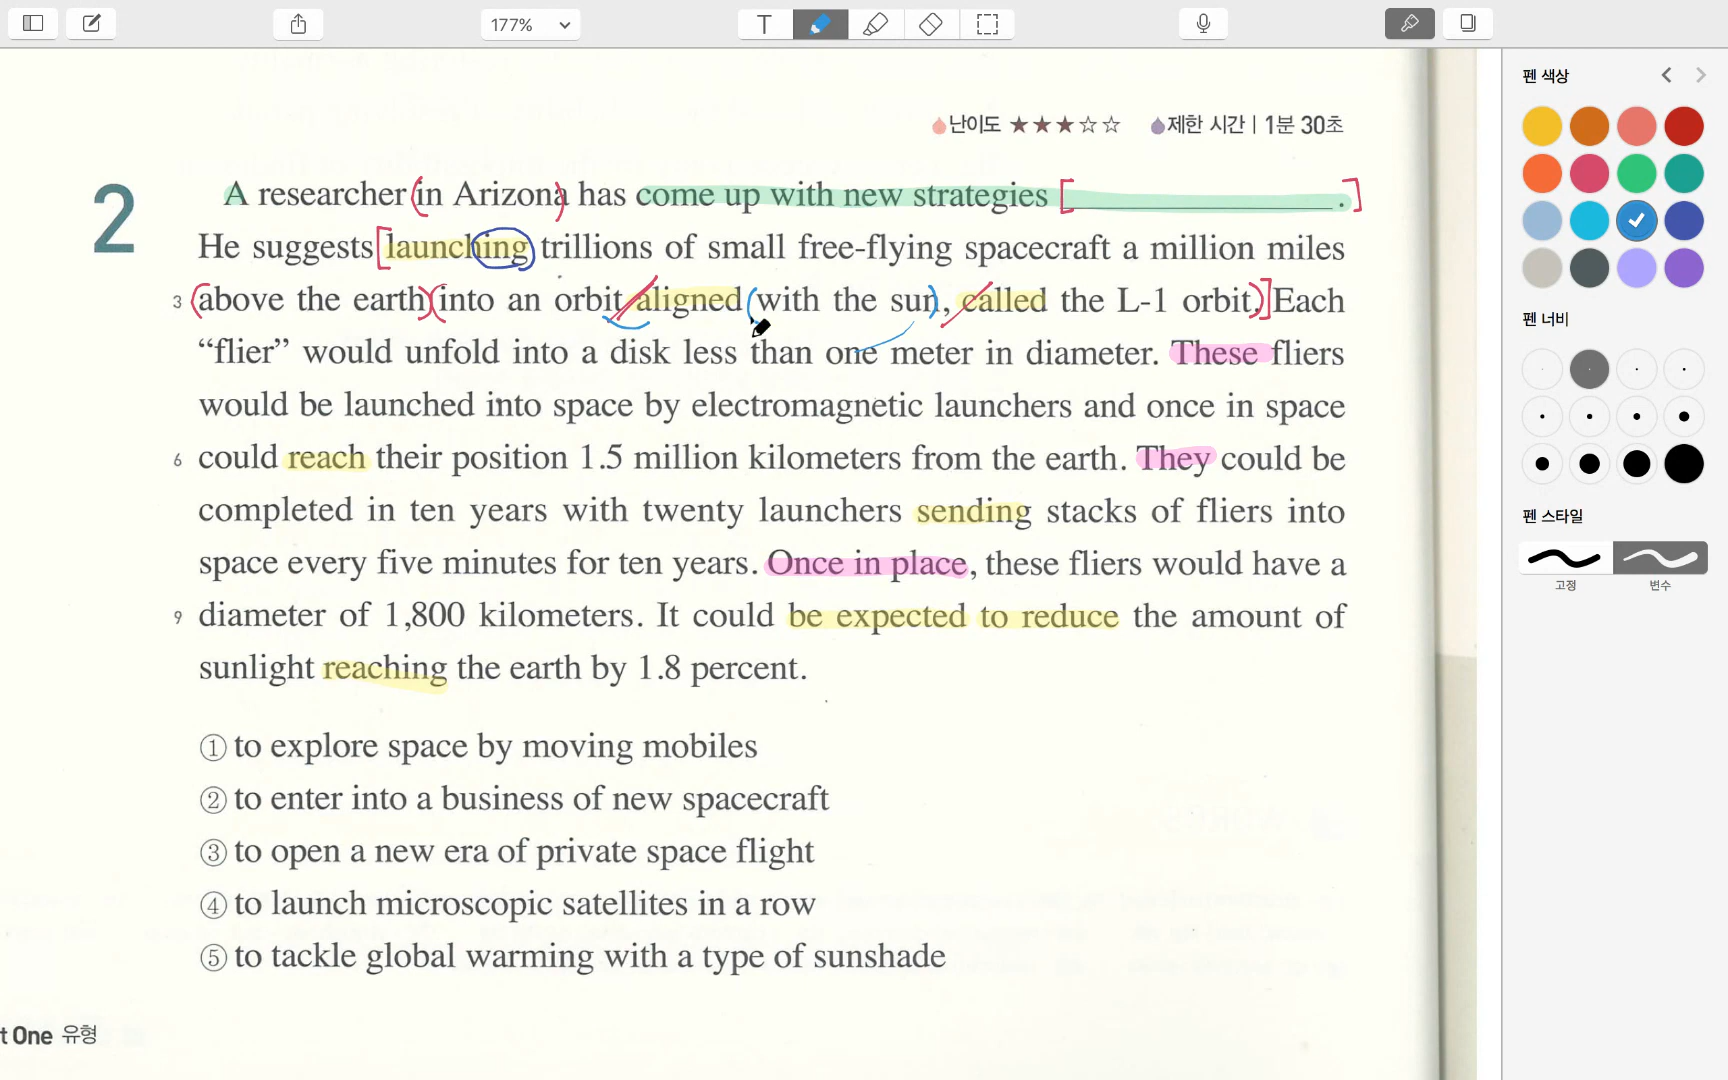 177%
T
펜 색상
난이도 ★★★☆☆ 제한 시간 | 1분 30초
2
A researcher in Arizona has come up with new strategies ____________.
He suggests launching trillions of small free-flying spacecraft a million miles
3 above the earth into an orbit aligned with the sun, called the L-1 orbit. Each
“flier” would unfold into a disk less than one meter in diameter. These fliers
would be launched into space by electromagnetic launchers and once in space
6 could reach their position 1.5 million kilometers from the earth. They could be
completed in ten years with twenty launchers sending stacks of fliers into
space every five minutes for ten years. Once in place, these fliers would have a
9 diameter of 1,800 kilometers. It could be expected to reduce the amount of
sunlight reaching the earth by 1.8 percent.
① to explore space by moving mobiles
② to enter into a business of new spacecraft
③ to open a new era of private space flight
④ to launch microscopic satellites in a row
⑤ to tackle global warming with a type of sunshade
t One 유형
펜 너비
펜 스타일
고정
변수